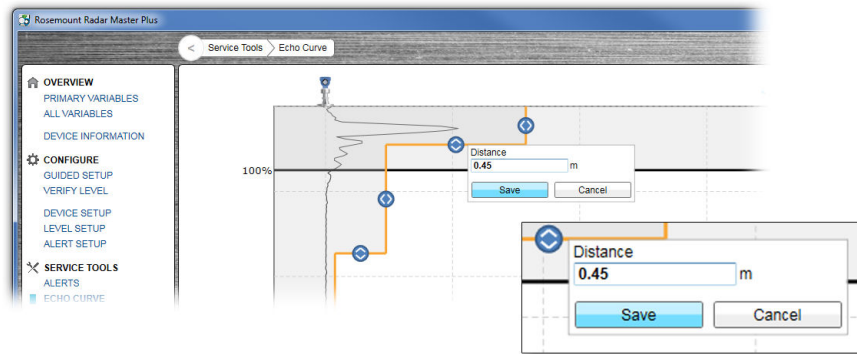 Rosemount Radar Master Plus
< Service Tools > Echo Curve
OVERVIEW
PRIMARY VARIABLES
ALL VARIABLES
DEVICE INFORMATION
CONFIGURE
GUIDED SETUP
VERIFY LEVEL
DEVICE SETUP
LEVEL SETUP
ALERT SETUP
SERVICE TOOLS
ALERTS
ECHO CURVE
100%
Distance
0.45 m
Save Cancel
Distance
0.45 m
Save Cancel